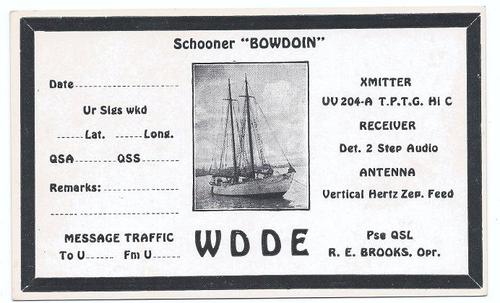 Schooner "BOWDOIN"
Date
Ur Sigs wkd
Lat. Long.
QSA QSS
Remarks:
MESSAGE TRAFFIC
To U Fm U
WDDE
XMITTER
UV 204-A T.P.T.G. Hi C
RECEIVER
Det. 2 Step Audio
ANTENNA
Vertical Hertz Zep. Feed
Pse QSL
R. E. BROOKS, Opr.